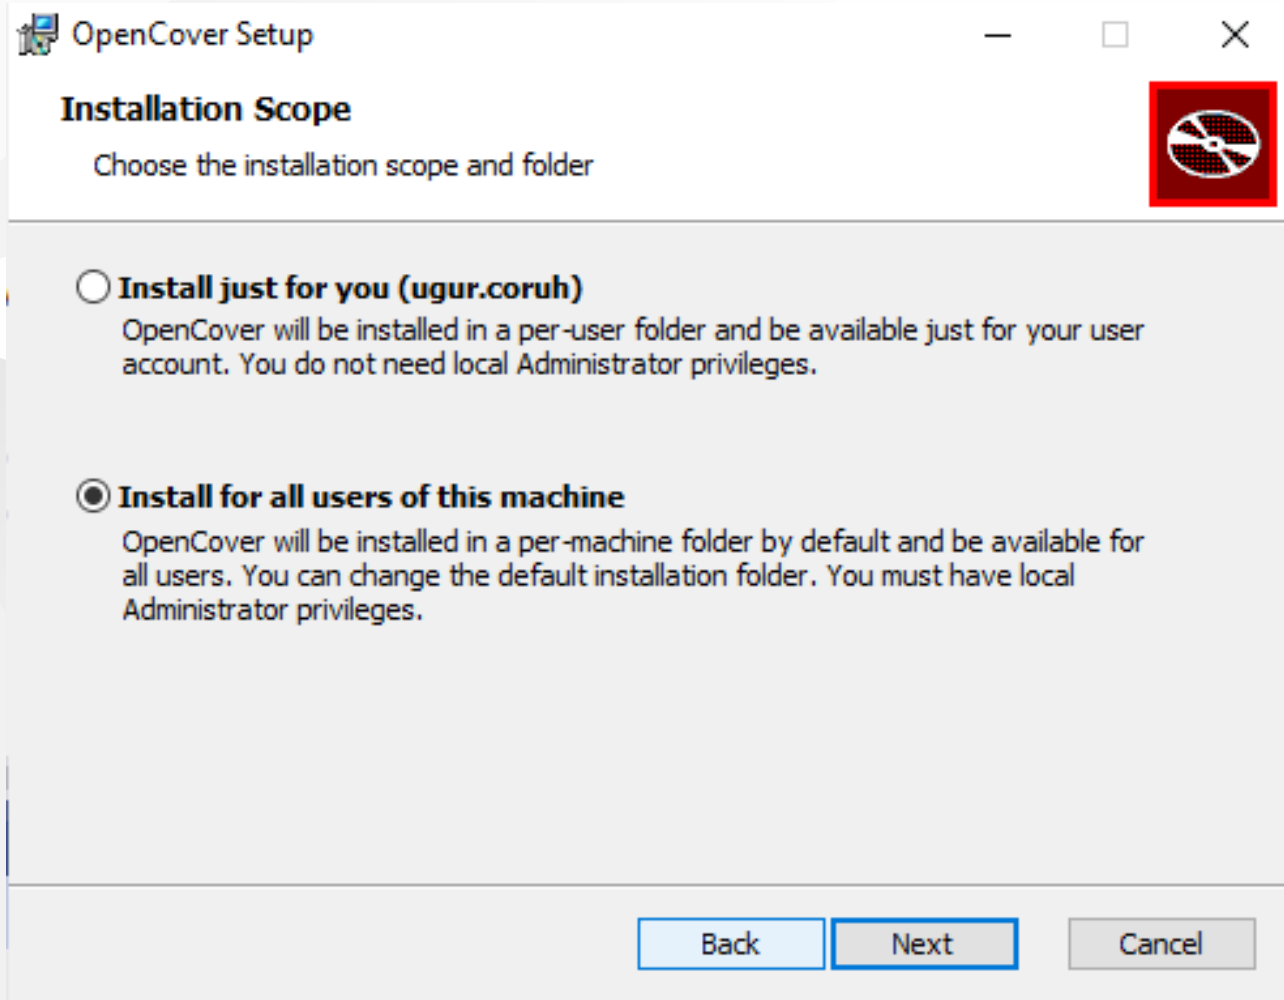 OpenCover Setup
Installation Scope
Choose the installation scope and folder
Install just for you (ugur.coruh)
OpenCover will be installed in a per-user folder and be available just for your user
account. You do not need local Administrator privileges.
Install for all users of this machine
OpenCover will be installed in a per-machine folder by default and be available for
all users. You can change the default installation folder. You must have local
Administrator privileges.
Back Next Cancel